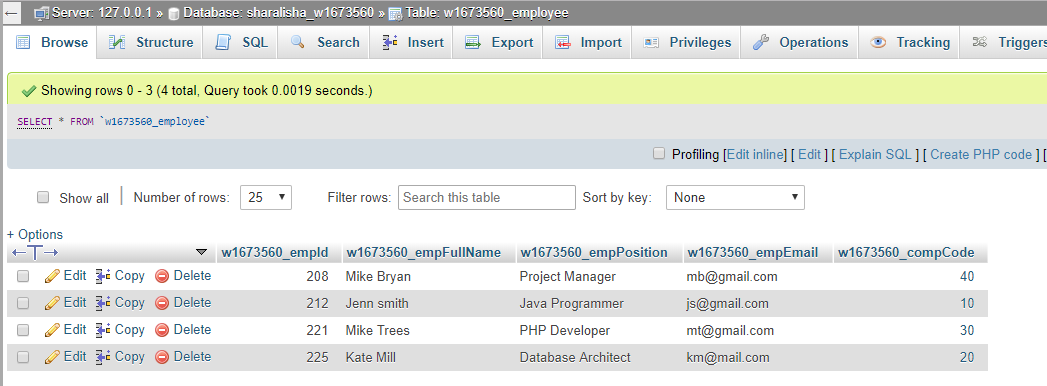 Server: 127.0.0.1 » Database: sharalisha_w1673560 » Table: w1673560_employee
Browse Structure SQL Search Insert Export Import Privileges Operations Tracking Triggers
Showing rows 0 - 3 (4 total, Query took 0.0019 seconds.)
SELECT * FROM `w1673560_employee`
Profiling [Edit inline] [ Edit ] [ Explain SQL ] [ Create PHP code ] [
Show all | Number of rows: 25 Filter rows: Search this table Sort by key: None
+ Options
w1673560_empId w1673560_empFullName w1673560_empPosition w1673560_empEmail w1673560_compCode
Edit Copy Delete 208 Mike Bryan Project Manager mb@gmail.com 40
Edit Copy Delete 212 Jenn smith Java Programmer js@gmail.com 10
Edit Copy Delete 221 Mike Trees PHP Developer mt@gmail.com 30
Edit Copy Delete 225 Kate Mill Database Architect km@mail.com 20